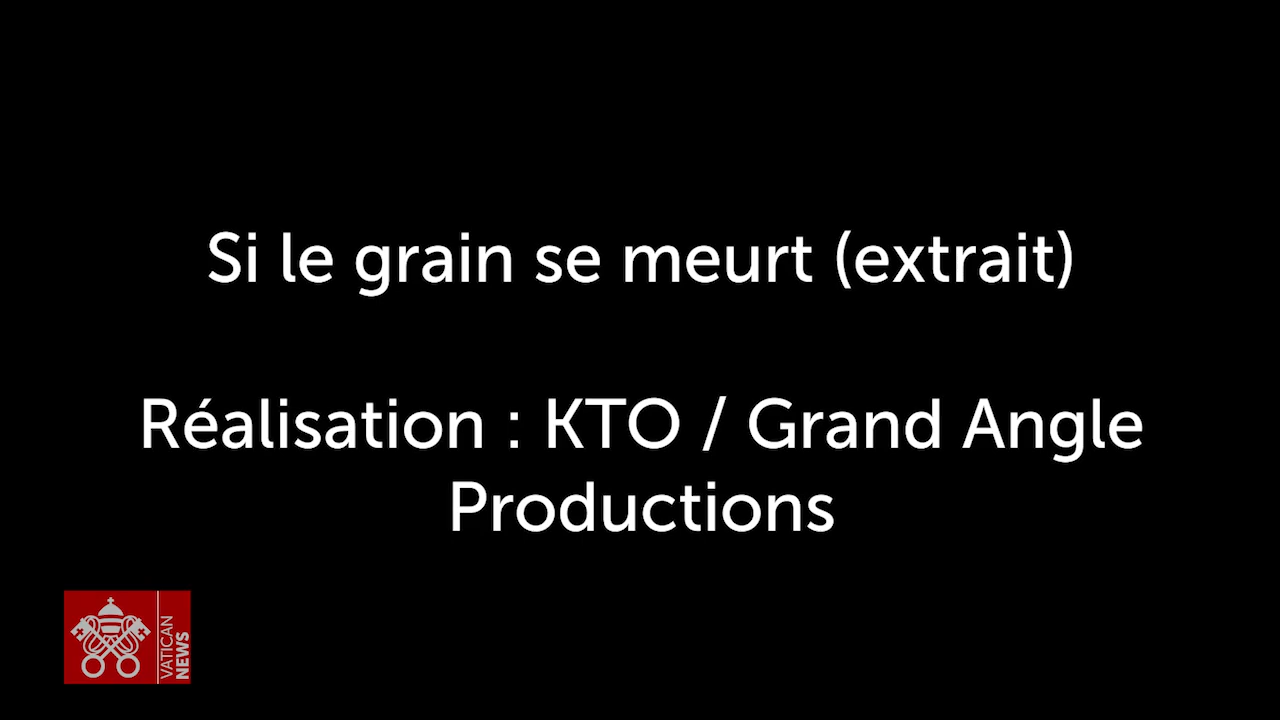 Si le grain se meurt (extrait)
Réalisation : KTO / Grand Angle
Productions
VATICAN
NEWS